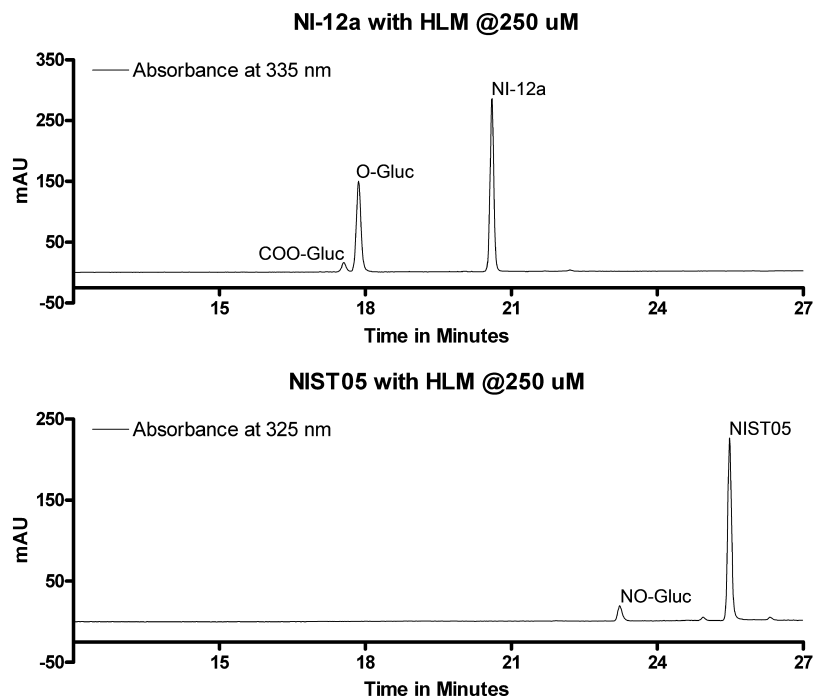 NI-12a with HLM @250 uM
350
Absorbance at 335 nm
NI-12a
250
mAU
O-Gluc
150
COO-Gluc
50
-50
15 18 21 24 27
Time in Minutes
NIST05 with HLM @250 uM
250
Absorbance at 325 nm
NIST05
150
mAU
NO-Gluc
50
-50
15 18 21 24 27
Time in Minutes